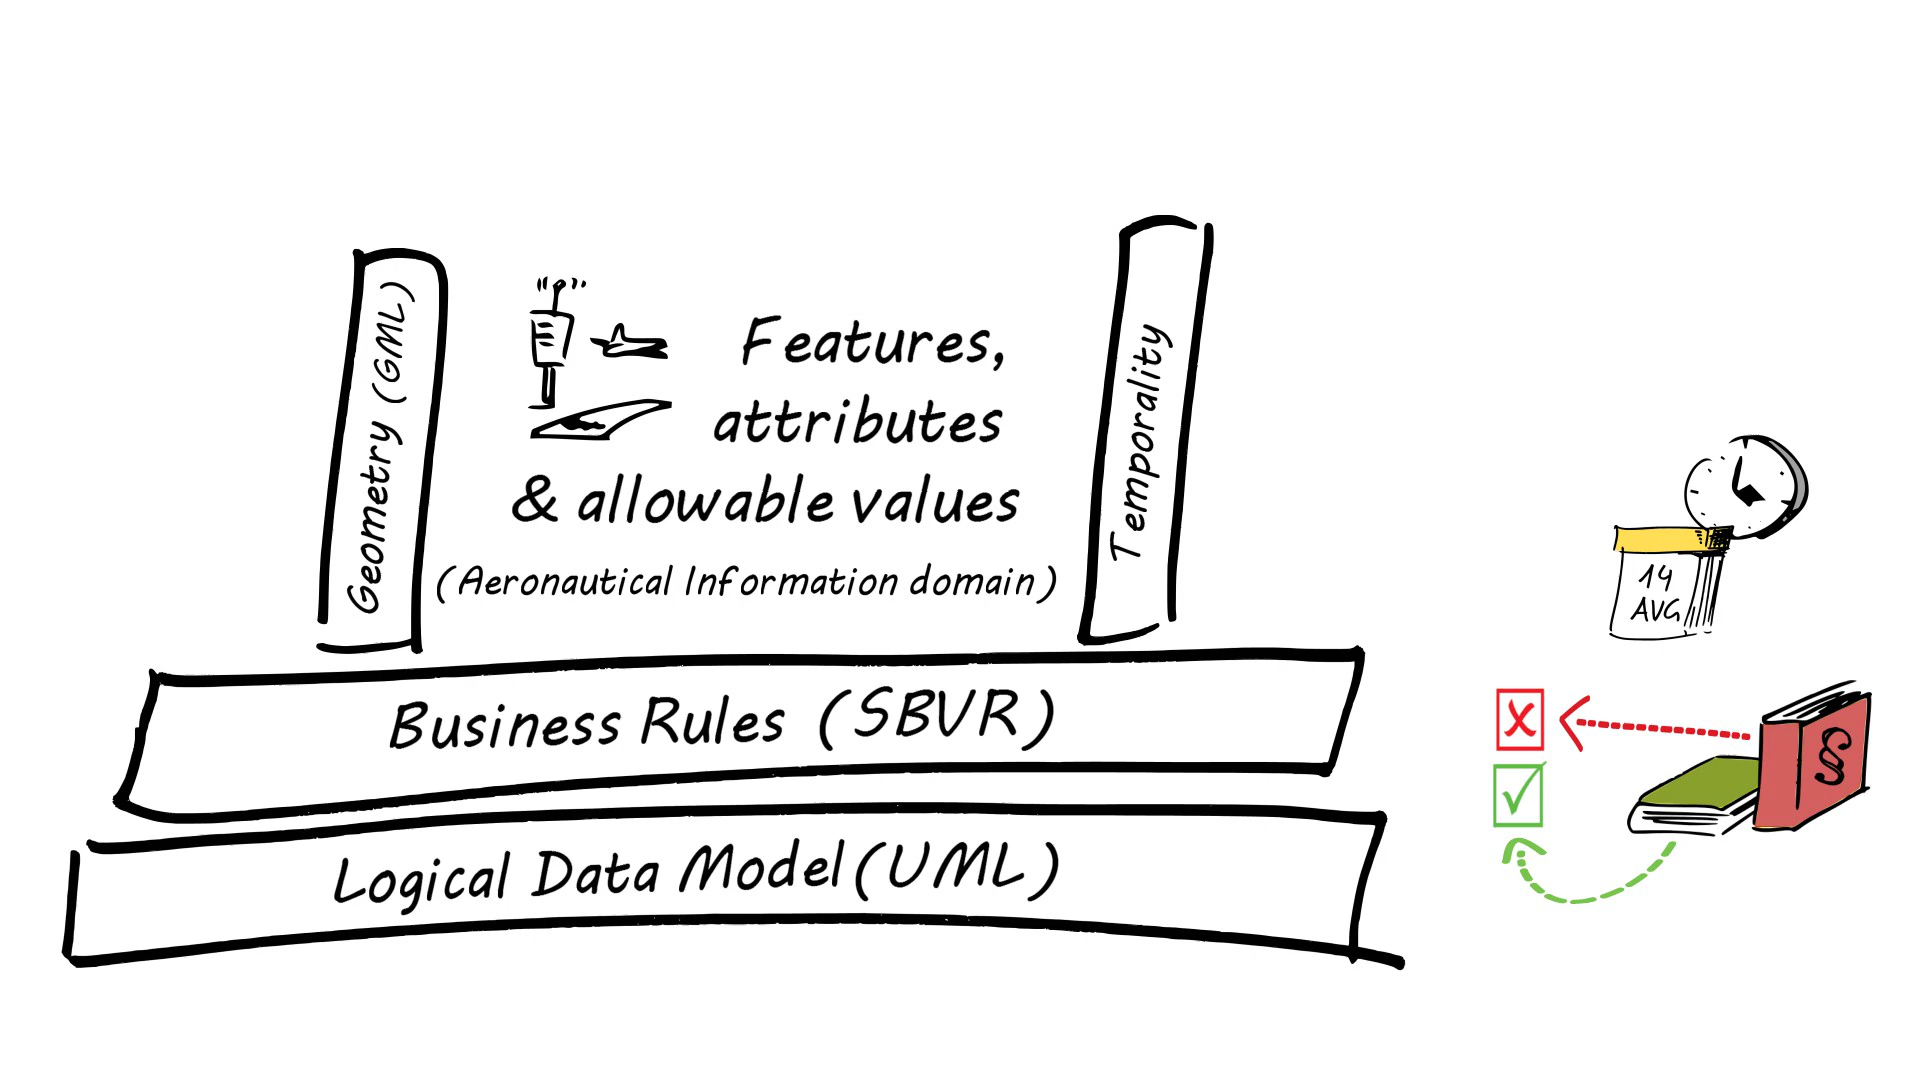 Geometry (GML)
Features,
attributes
& allowable values
(Aeronautical Information domain)
Temporality
14
AVG
Business Rules (SBVR)
§
Logical Data Model (UML)